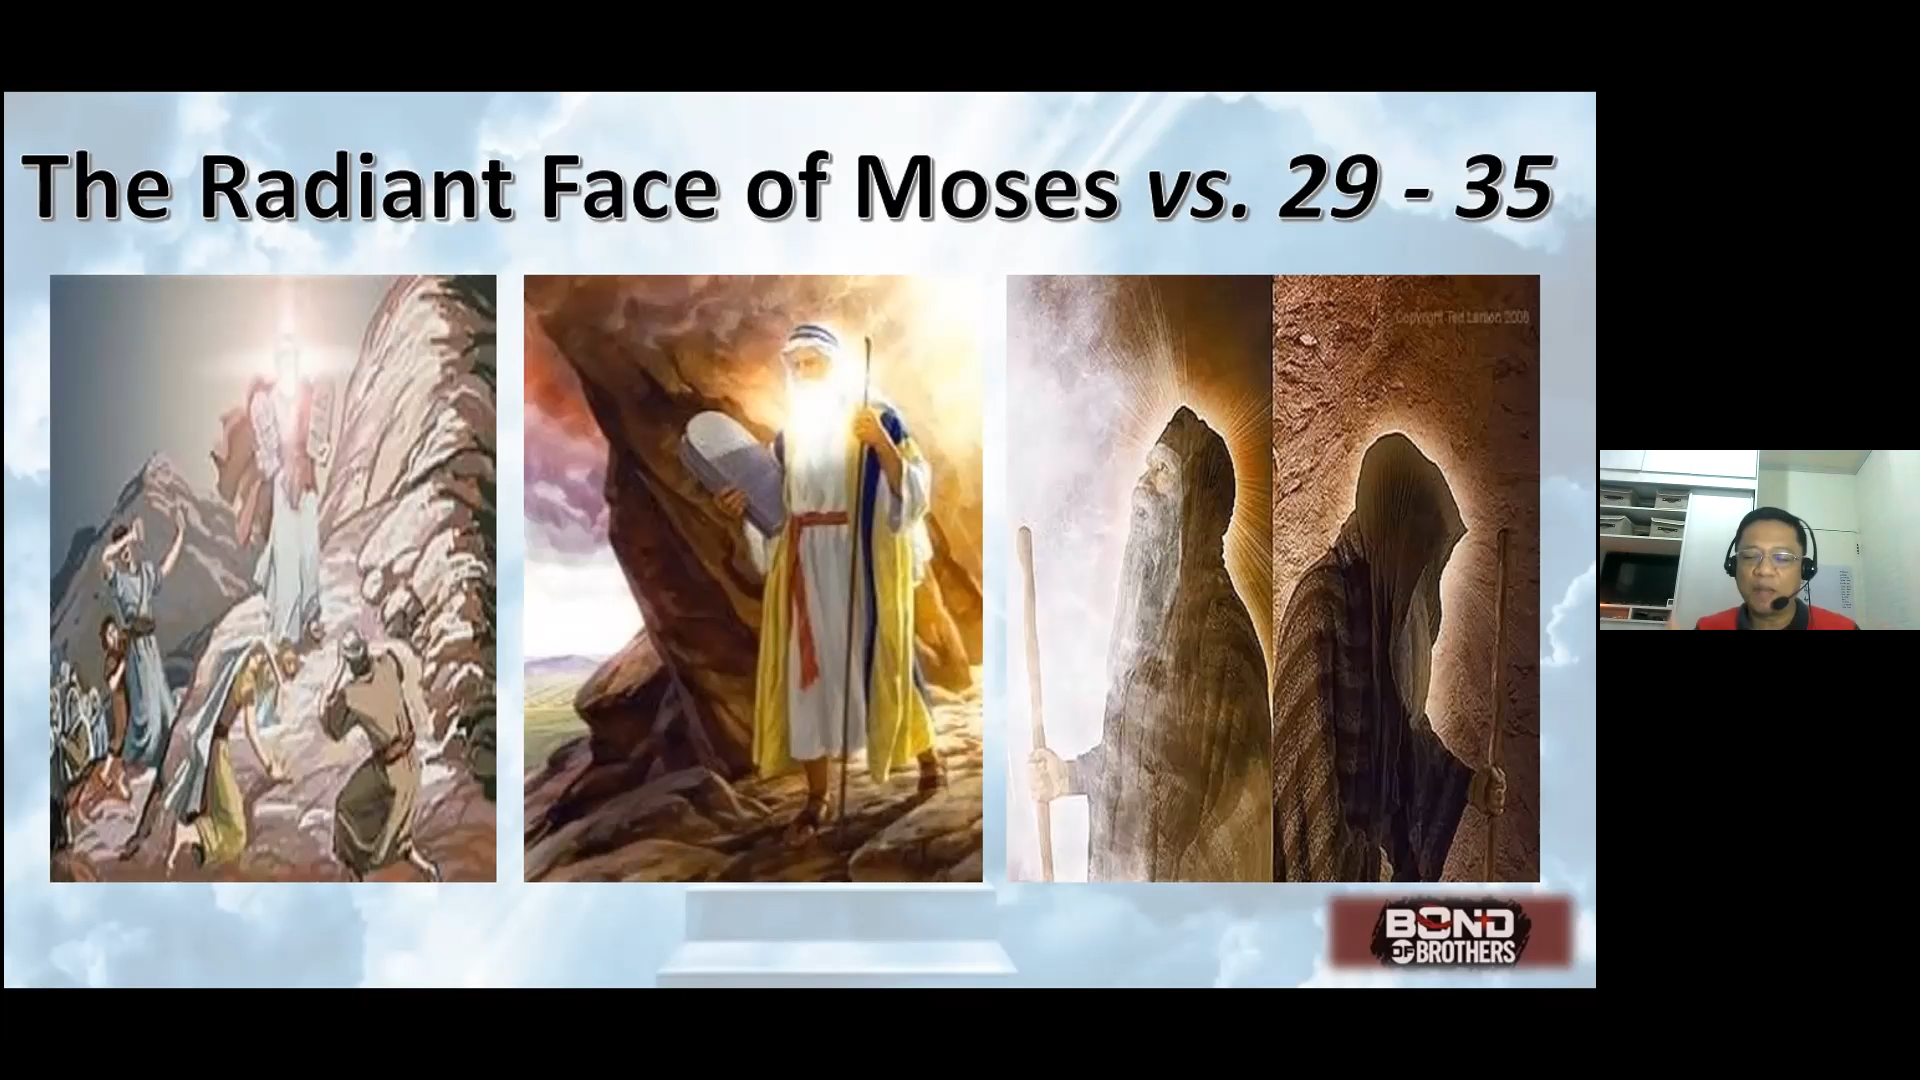 The Radiant Face of Moses vs. 29 - 35
Copyright Ted Larson 2008
BOND
OF BROTHERS